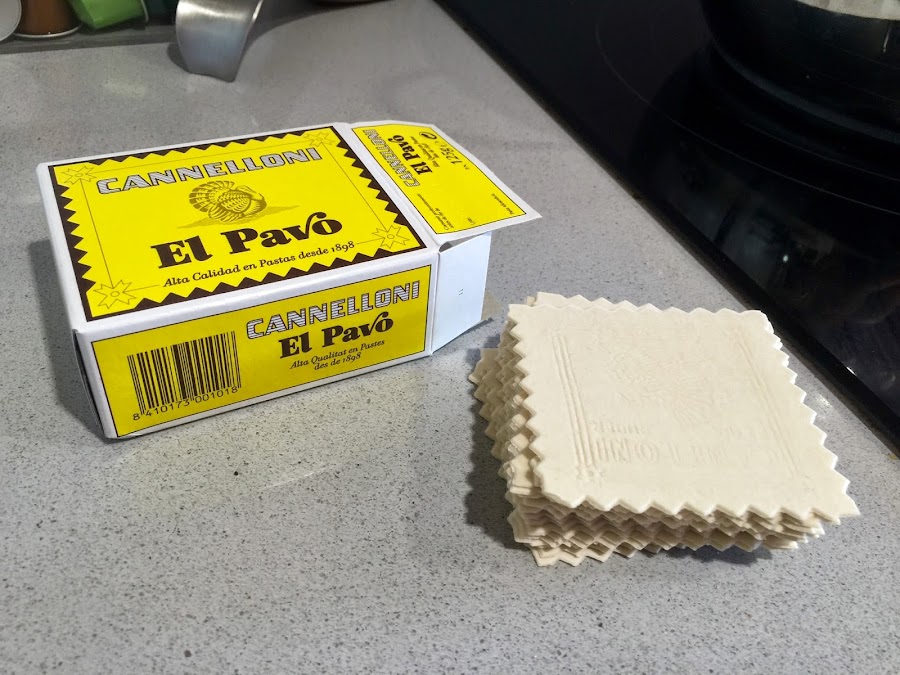 CANNELLONI
El Pavo
Alta Calidad en Pastas desde 1898
CANNELLONI
El Pavo
Alta Qualitat en Pastes
des de 1898
8 410173 001018
CANNELLONI
El Pavo
125 g